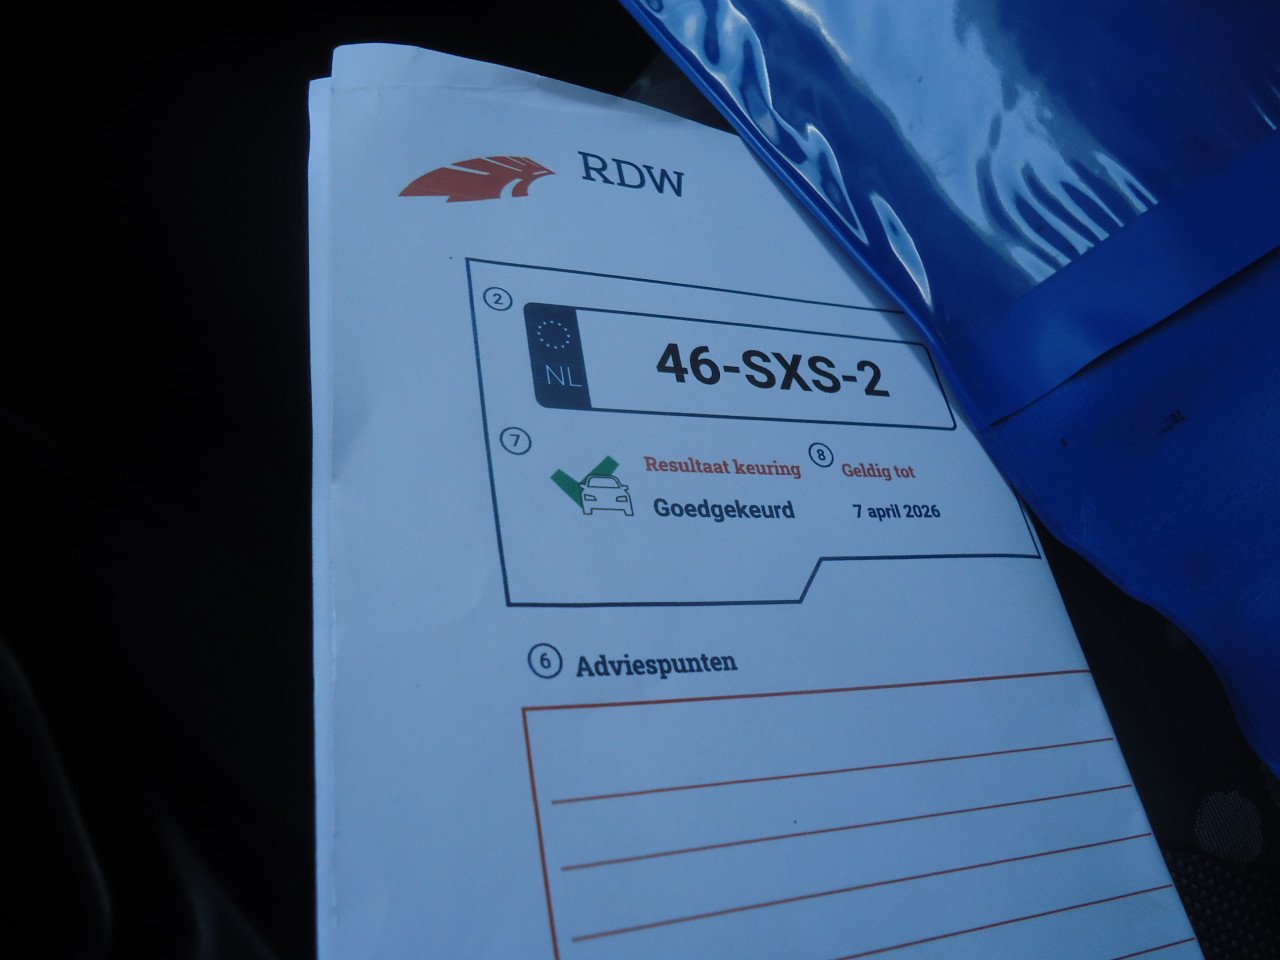 RDW
2
NL
46-SXS-2
7
Resultaat keuring
Goedgekeurd
8
Geldig tot
7 april 2026
6 Adviespunten